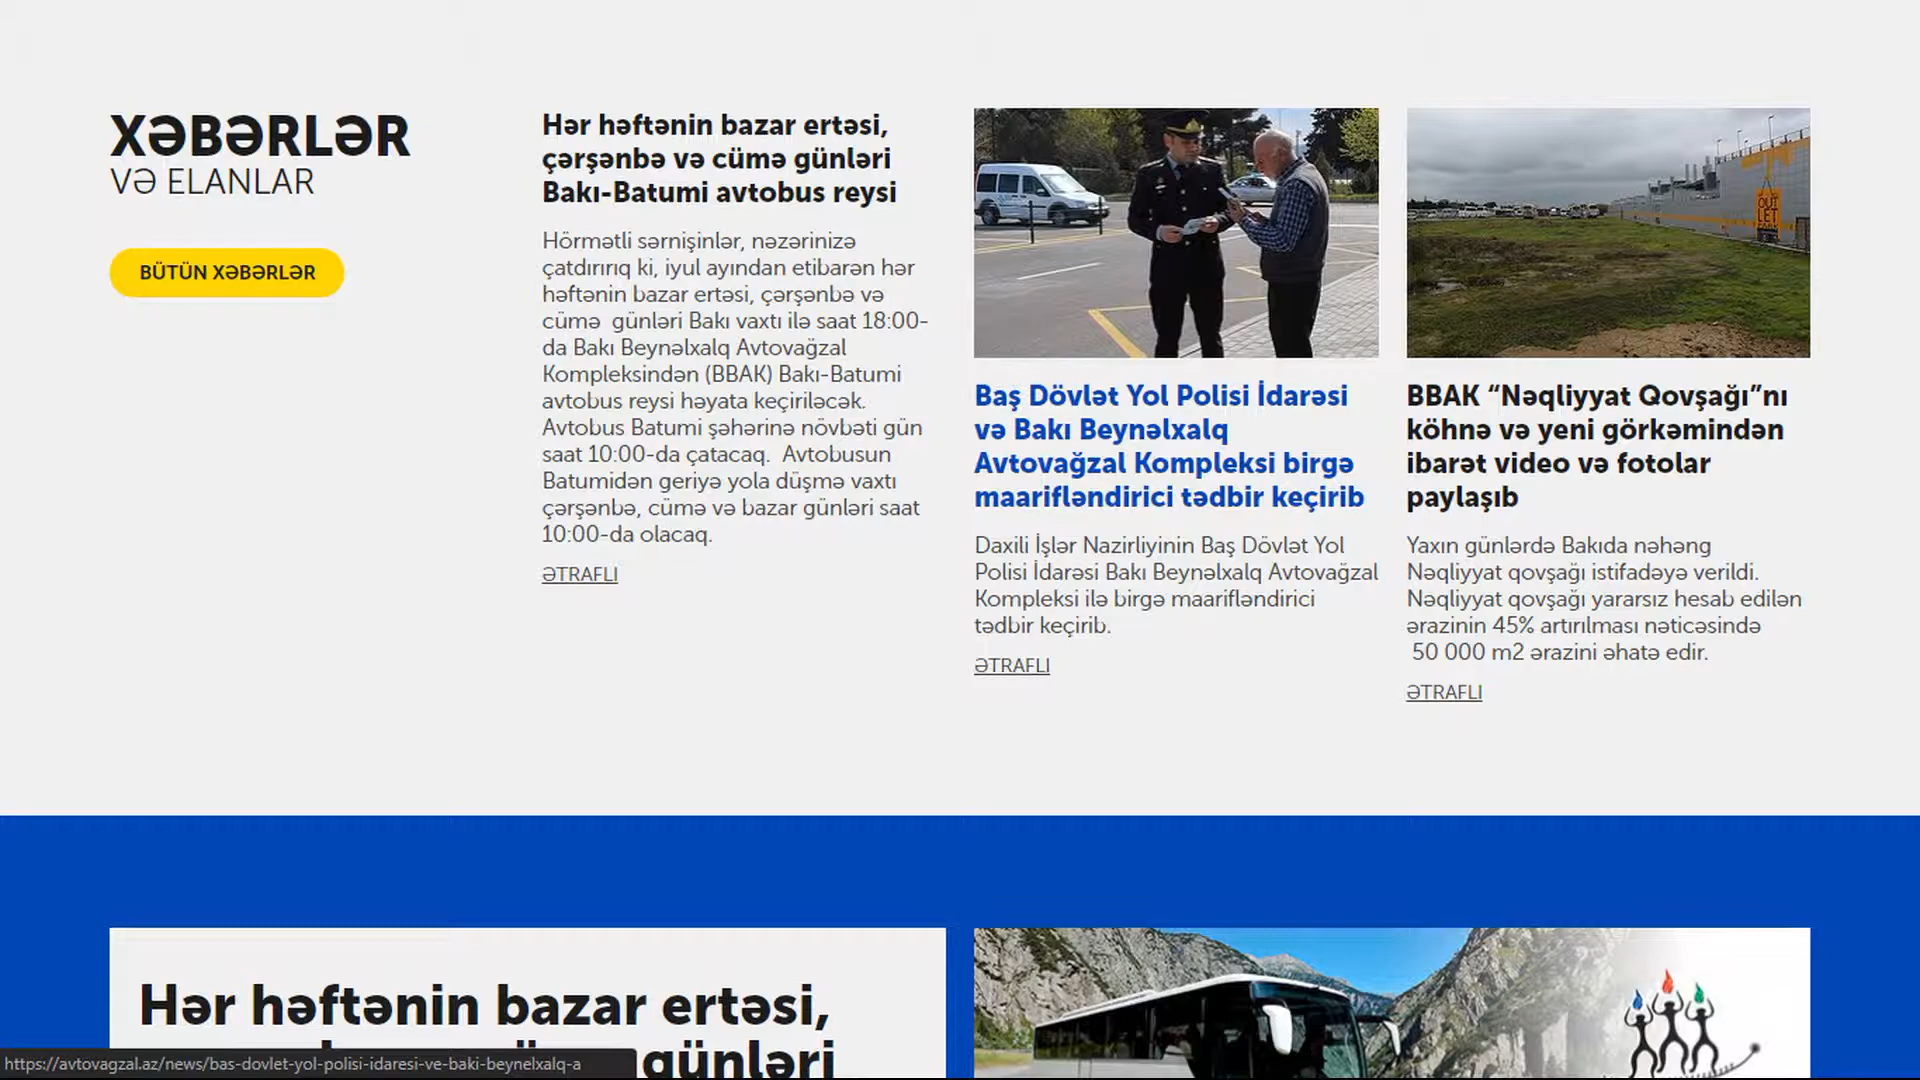 XƏBƏRLƏR
VƏ ELANLAR
BÜTÜN XƏBƏRLƏR
Hər həftənin bazar ertəsi,
çərşənbə və cümə günləri
Bakı-Batumi avtobus reysi
Hörmətli sərnişinlər, nəzərinizə
çatdırırıq ki, iyul ayından etibarən hər
həftənin bazar ertəsi, çərşənbə və
cümə  günləri Bakı vaxtı ilə saat 18:00-
da Bakı Beynəlxalq Avtovağzal
Kompleksindən (BBAK) Bakı-Batumi
avtobus reysi həyata keçiriləcək.
Avtobus Batumi şəhərinə növbəti gün
saat 10:00-da çatacaq.  Avtobusun
Batumidən geriyə yola düşmə vaxtı
çərşənbə, cümə və bazar günləri saat
10:00-da olacaq.
ƏTRAFLI
Baş Dövlət Yol Polisi İdarəsi
və Bakı Beynəlxalq
Avtovağzal Kompleksi birgə
maarifləndirici tədbir keçirib
Daxili İşlər Nazirliyinin Baş Dövlət Yol
Polisi İdarəsi Bakı Beynəlxalq Avtovağzal
Kompleksi ilə birgə maarifləndirici
tədbir keçirib.
ƏTRAFLI
OUT
LET
BBAK “Nəqliyyat Qovşağı”nı
köhnə və yeni görkəmindən
ibarət video və fotolar
paylaşıb
Yaxın günlərdə Bakıda nəhəng
Nəqliyyat qovşağı istifadəyə verildi.
Nəqliyyat qovşağı yararsız hesab edilən
ərazinin 45% artırılması nəticəsində
50 000 m2 ərazini əhatə edir.
ƏTRAFLI
Hər həftənin bazar ertəsi,
günləri
https://avtovagzal.az/news/bas-dovlet-yol-polisi-idaresi-ve-baki-beynelxalq-a